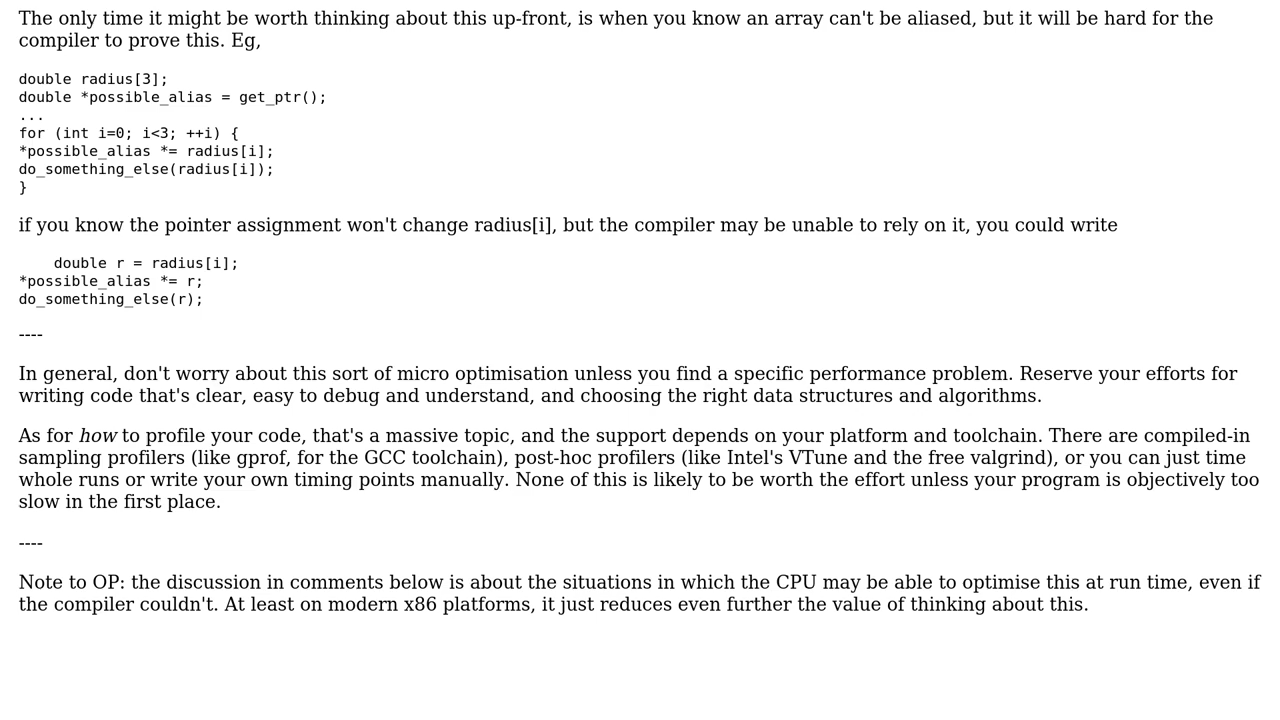 The only time it might be worth thinking about this up-front, is when you know an array can't be aliased, but it will be hard for the
compiler to prove this. Eg,
double radius[3];
double *possible_alias = get_ptr();
...
for (int i=0; i<3; ++i) {
*possible_alias *= radius[i];
do_something_else(radius[i]);
}
if you know the pointer assignment won't change radius[i], but the compiler may be unable to rely on it, you could write
    double r = radius[i];
*possible_alias *= r;
do_something_else(r);
----
In general, don't worry about this sort of micro optimisation unless you find a specific performance problem. Reserve your efforts for
writing code that's clear, easy to debug and understand, and choosing the right data structures and algorithms.
As for how to profile your code, that's a massive topic, and the support depends on your platform and toolchain. There are compiled-in
sampling profilers (like gprof, for the GCC toolchain), post-hoc profilers (like Intel's VTune and the free valgrind), or you can just time
whole runs or write your own timing points manually. None of this is likely to be worth the effort unless your program is objectively too
slow in the first place.
----
Note to OP: the discussion in comments below is about the situations in which the CPU may be able to optimise this at run time, even if
the compiler couldn't. At least on modern x86 platforms, it just reduces even further the value of thinking about this.